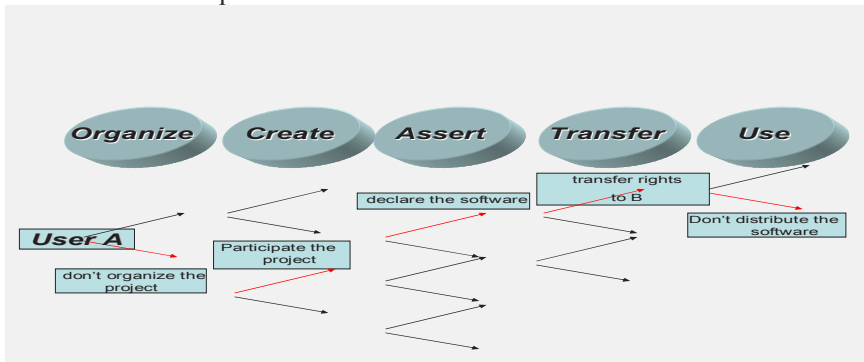 Organize
Create
Assert
Transfer
Use
transfer rights
to B
declare the software
Don't distribute the
software
User A
Participate the
project
don't organize the
project